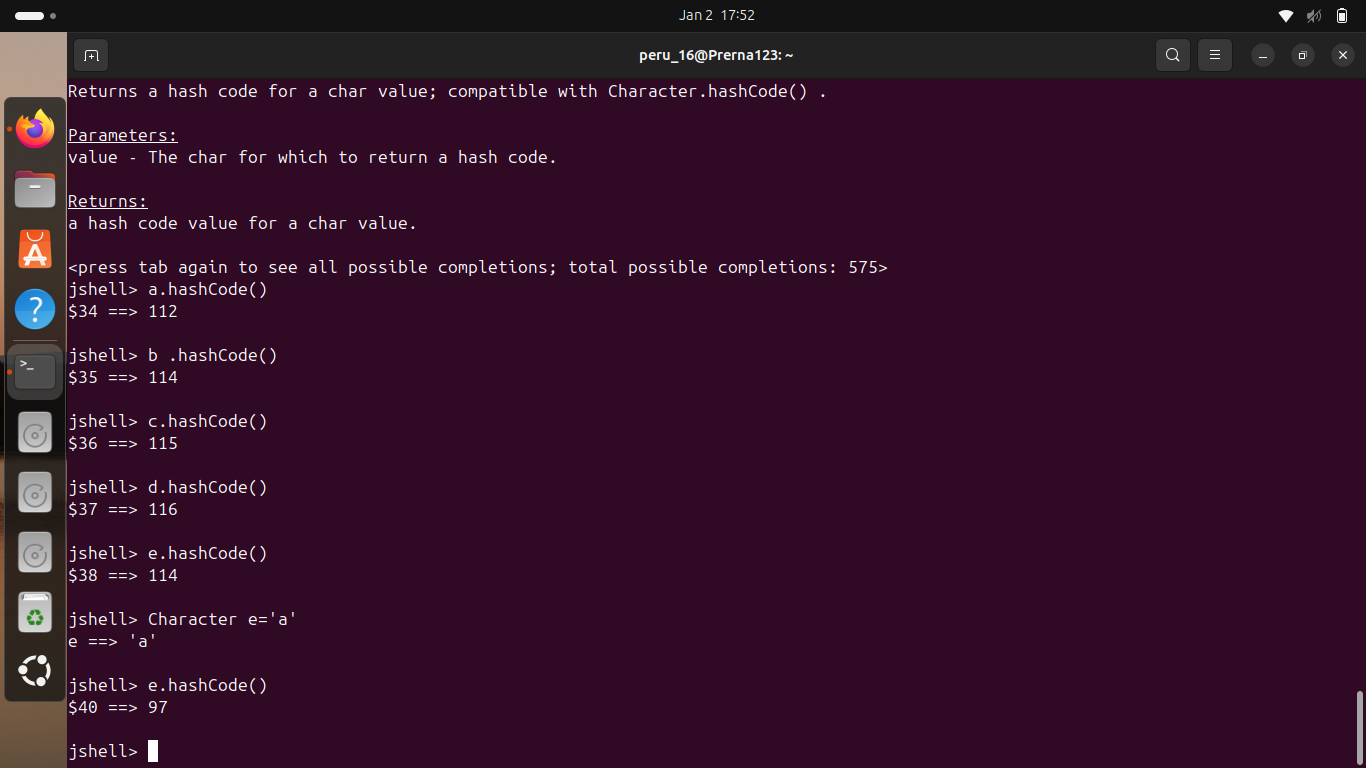 Jan 2 17:52
peru_16@Prerna123: ~
Returns a hash code for a char value; compatible with Character.hashCode() .
Parameters:
value - The char for which to return a hash code.
Returns:
a hash code value for a char value.
<press tab again to see all possible completions; total possible completions: 575>
jshell> a.hashCode()
$34 ==> 112
jshell> b .hashCode()
$35 ==> 114
jshell> c.hashCode()
$36 ==> 115
jshell> d.hashCode()
$37 ==> 116
jshell> e.hashCode()
$38 ==> 114
jshell> Character e='a'
e ==> 'a'
jshell> e.hashCode()
$40 ==> 97
jshell>